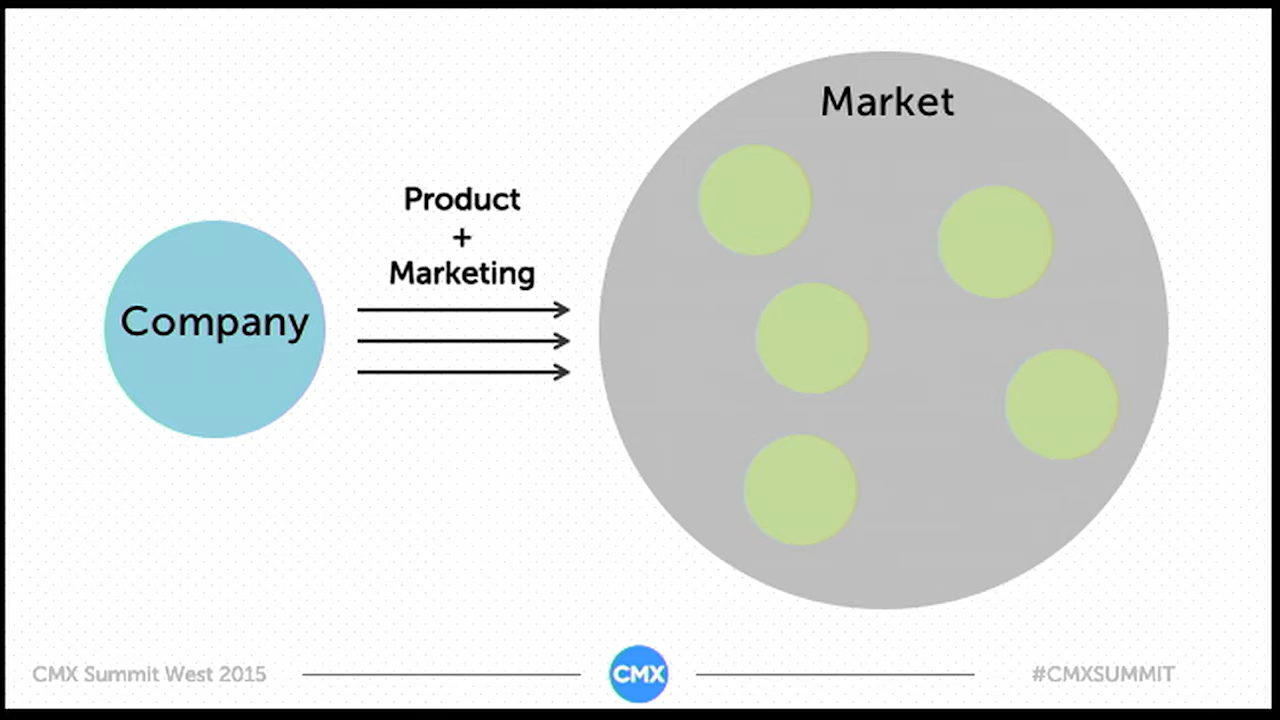 Market
Product
+
Marketing
Company
CMX Summit West 2015
CMX
#CMXSUMMIT